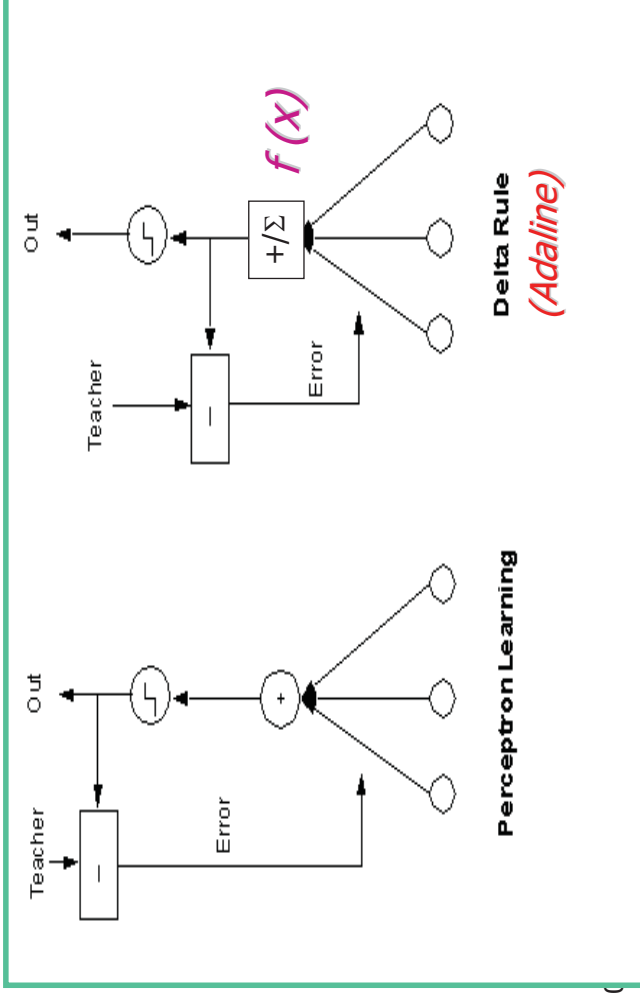 Out
Teacher
–
Error
+
Perceptron Learning
Out
Teacher
–
Error
+/Σ
f (x)
Delta Rule
(Adaline)